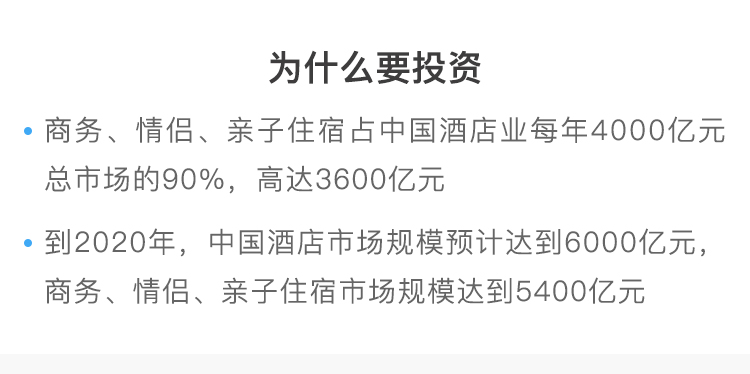 为什么要投资
• 商务、情侣、亲子住宿占中国酒店业每年4000亿元
总市场的90%，高达3600亿元
• 到2020年，中国酒店市场规模预计达到6000亿元，
商务、情侣、亲子住宿市场规模达到5400亿元